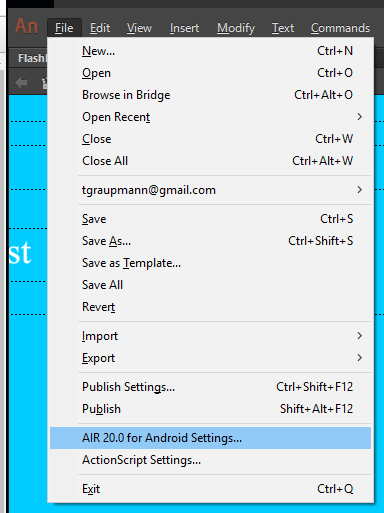 An File Edit View Insert Modify Text Commands
Flash
New... Ctrl+N
Open Ctrl+Alt+O
Browse in Bridge Ctrl+Alt+O
Open Recent
Close Ctrl+W
Close All Ctrl+Alt+W
tgraupmann@gmail.com
Save Ctrl+S
Save As... Ctrl+Shift+S
st
Save as Template...
Save All
Revert
Import
Export
Publish Settings... Ctrl+Shift+F12
Publish Shift+Alt+F12
AIR 20.0 for Android Settings...
ActionScript Settings...
Exit Ctrl+Q